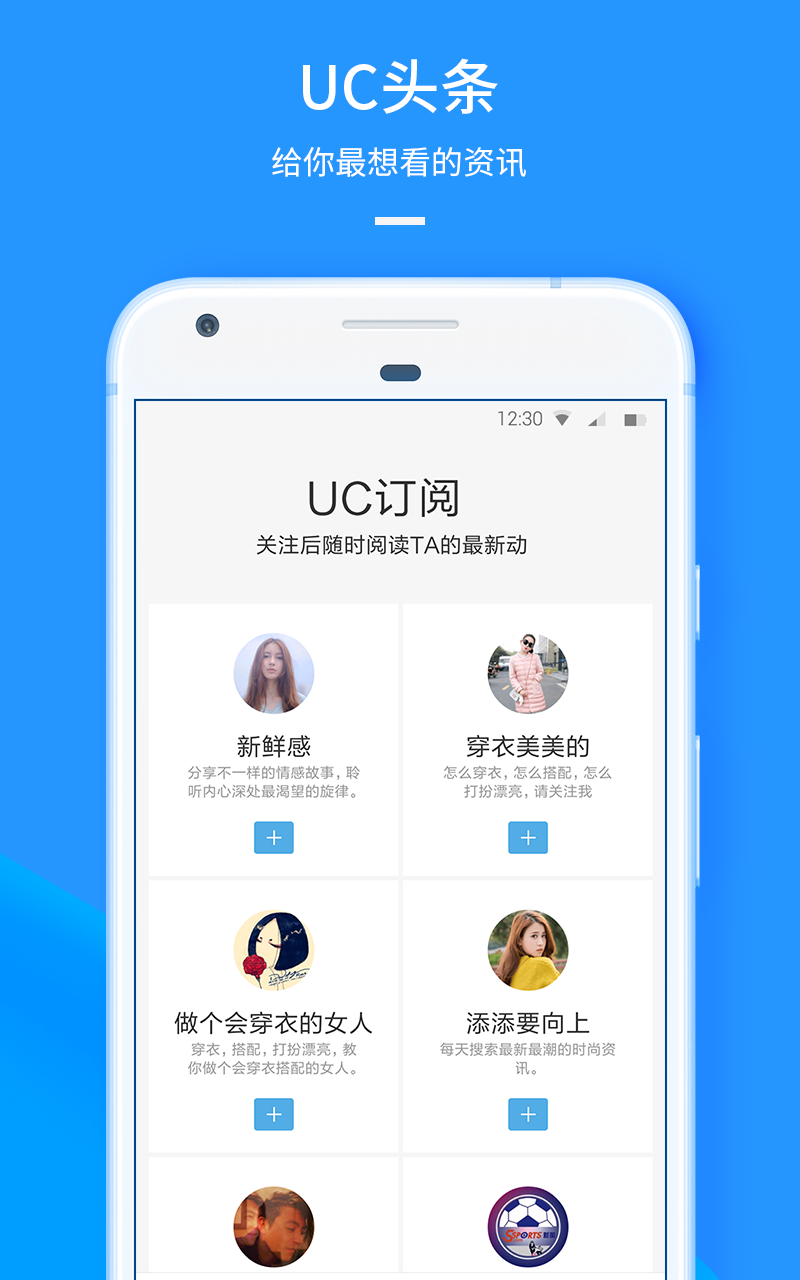 UC头条
给你最想看的资讯
12:30
UC订阅
关注后随时阅读TA的最新动
新鲜感
分享不一样的情感故事，聆
听内心深处最渴望的旋律。
穿衣美美的
怎么穿衣，怎么搭配，怎么
打扮漂亮，请关注我
做个会穿衣的女人
穿衣，搭配，打扮漂亮，教
你做个会穿衣搭配的女人。
添添要向上
每天搜索最新最潮的时尚资
讯。
SSPORTS